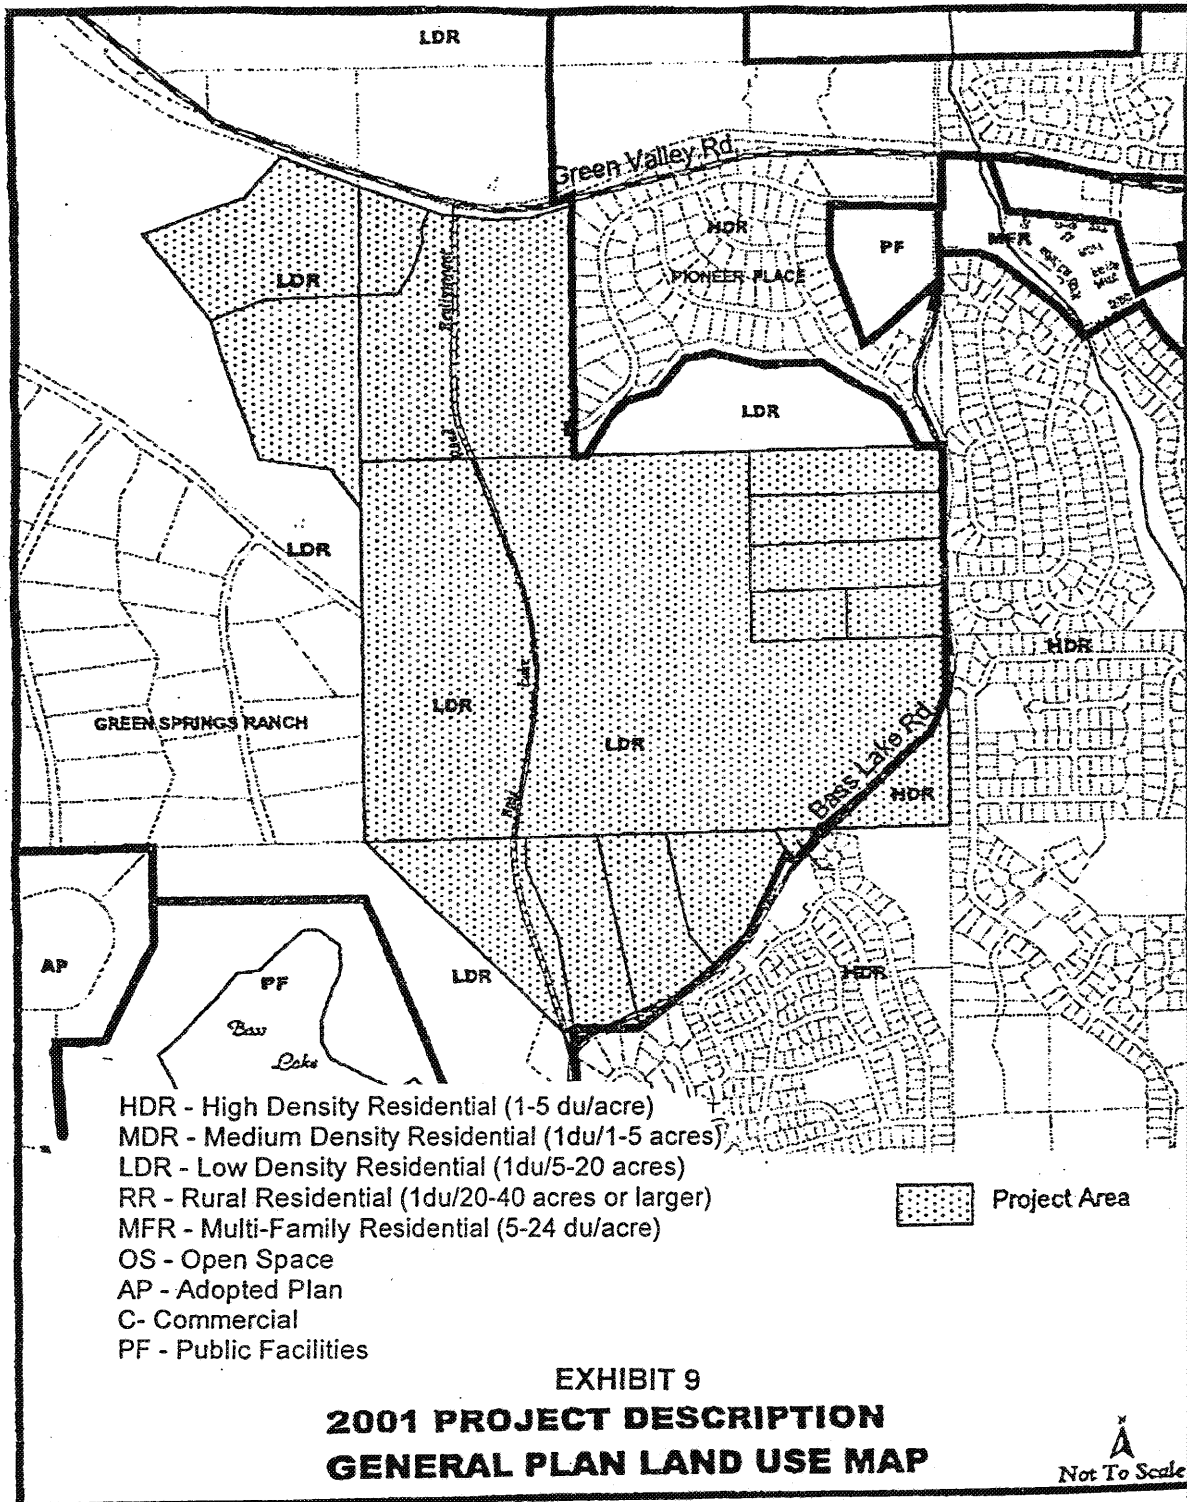 LDR
Green Valley Rd.
HDR
PIONEER PLACE
PF
MFR
LDR
LDR
LDR
HDR
LDR
LDR
GREEN SPRINGS RANCH
Bass Lake Rd.
HDR
AP
PF
Bass
Lake
LDR
HDR
HDR - High Density Residential (1-5 du/acre)
MDR - Medium Density Residential (1du/1-5 acres)
LDR - Low Density Residential (1du/5-20 acres)
RR - Rural Residential (1du/20-40 acres or larger)
MFR - Multi-Family Residential (5-24 du/acre)
OS - Open Space
AP - Adopted Plan
C- Commercial
PF - Public Facilities
Project Area
EXHIBIT 9
2001 PROJECT DESCRIPTION
GENERAL PLAN LAND USE MAP
N
Not To Scale